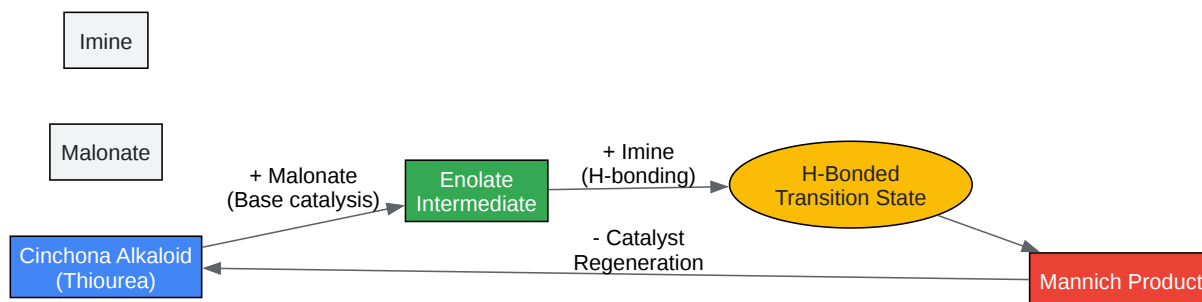 Imine
Malonate
Cinchona Alkaloid
(Thiourea)
+ Malonate
(Base catalysis)
Enolate
Intermediate
+ Imine
(H-bonding)
H-Bonded
Transition State
- Catalyst
Regeneration
Mannich Product